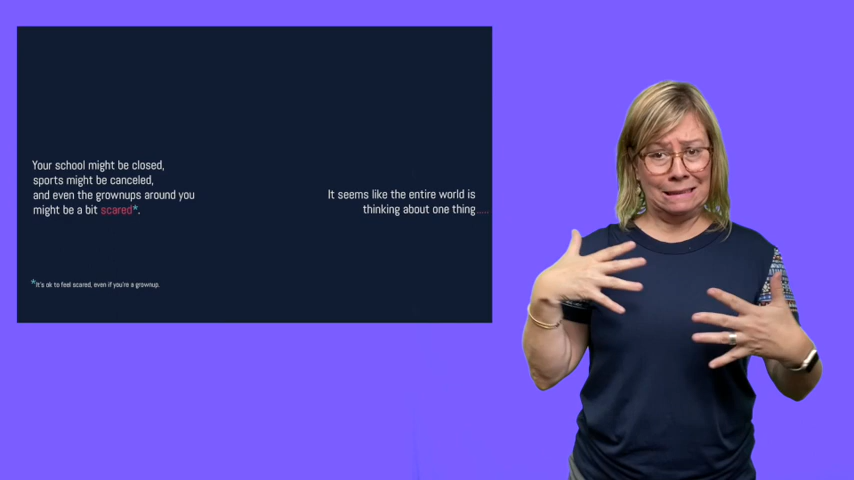 Your school might be closed,
sports might be canceled,
and even the grownups around you
might be a bit scared*.
It seems like the entire world is
thinking about one thing.....
*It's ok to feel scared, even if you're a grownup.